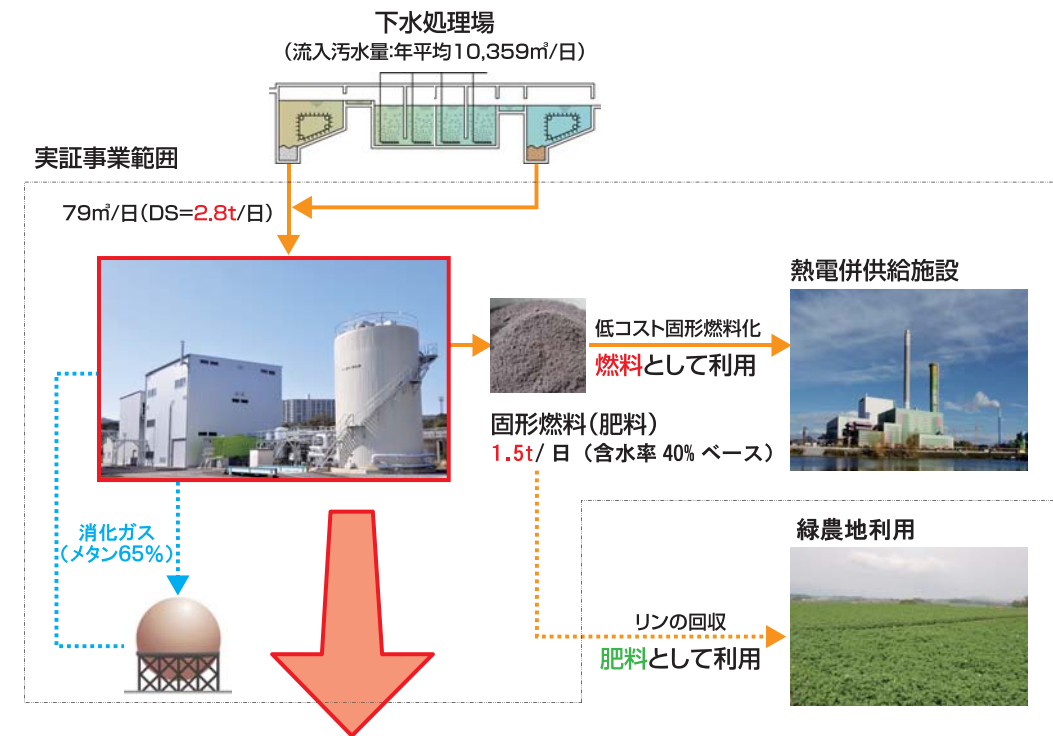 下水処理場
（流入汚水量:年平均10,359㎥/日）
実証事業範囲
79㎥/日(DS=2.8t/日)
熱電併供給施設
低コスト固形燃料化
燃料として利用
固形燃料(肥料)
1.5t/日（含水率40%ベース）
消化ガス
(メタン65%)
緑農地利用
リンの回収
肥料として利用